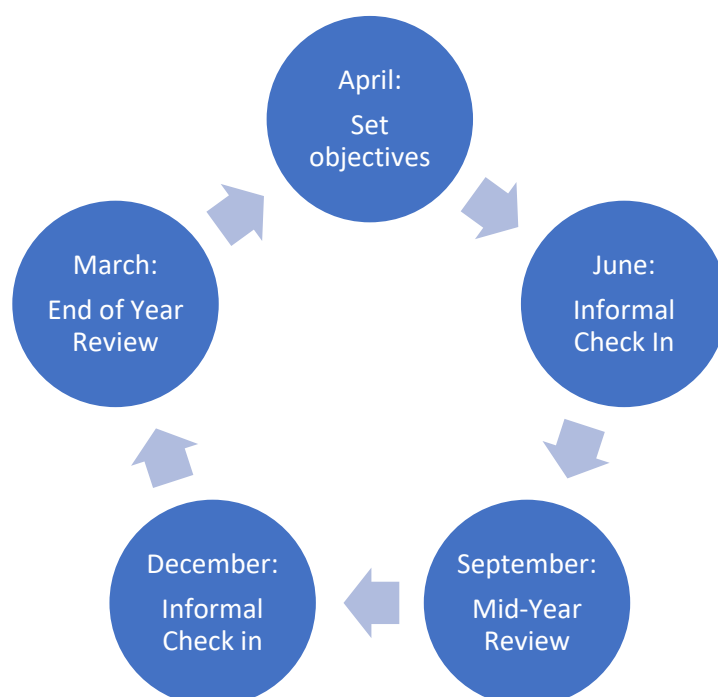 April:
Set
objectives
June:
Informal
Check In
September:
Mid-Year
Review
December:
Informal
Check in
March:
End of Year
Review